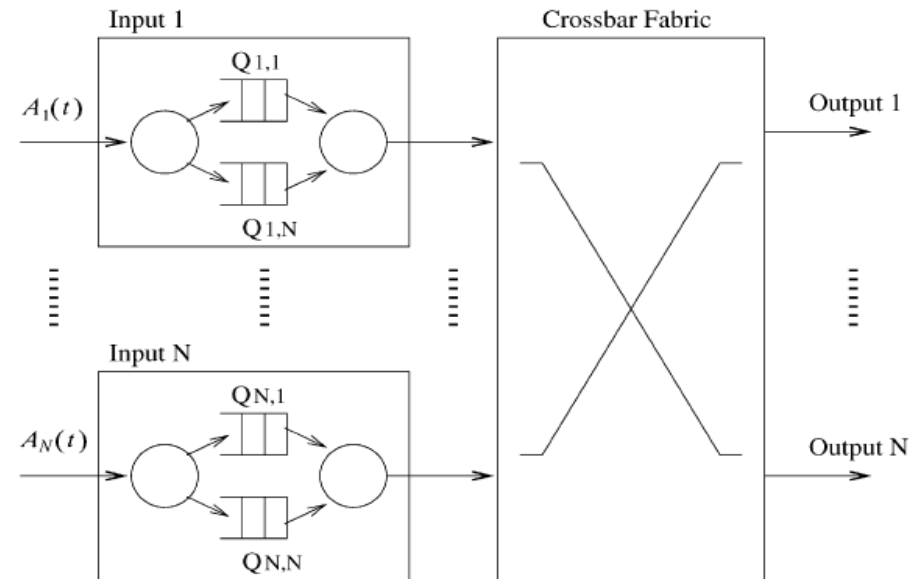 Input 1
Crossbar Fabric
Q1,1
A1(t)
Output 1
Q1,N
Input N
QN,1
AN(t)
Output N
QN,N